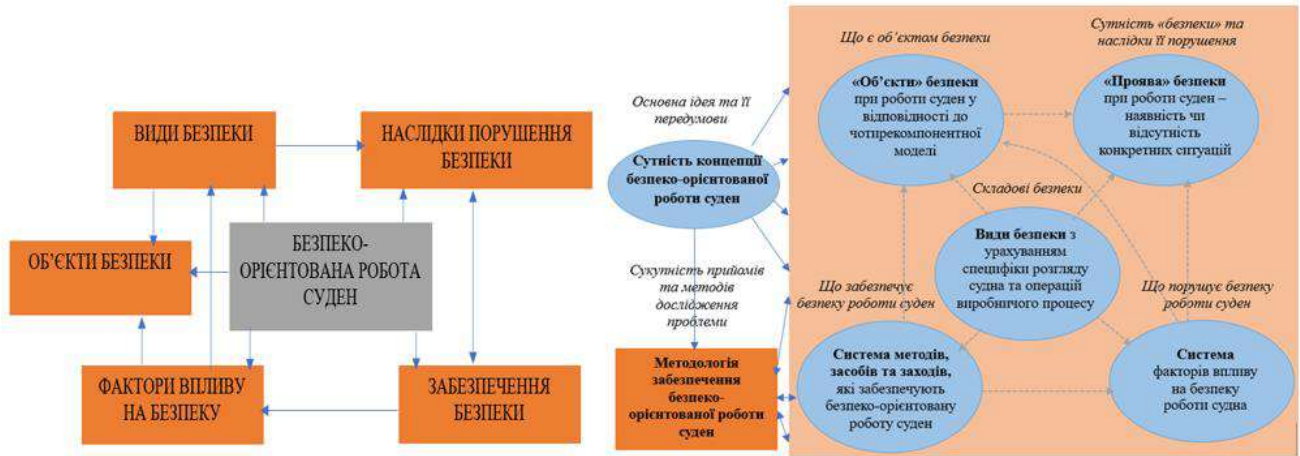 ВИДИ БЕЗПЕКИ
НАСЛІДКИ ПОРУШЕННЯ
БЕЗПЕКИ
БЕЗПЕКО-
ОРІЄНТОВАНА РОБОТА
СУДЕН
ОБ’ЄКТИ БЕЗПЕКИ
ФАКТОРИ ВПЛИВУ
НА БЕЗПЕКУ
ЗАБЕЗПЕЧЕННЯ
БЕЗПЕКИ
Основна ідея та її
передумови
Сутність концепції
безпеко-орієнтованої
роботи суден
Сукупність прийомів
та методів
дослідження
проблеми
Методологія
забезпечення
безпеко-
орієнтованої роботи
суден
Що є об’єктам безпеки
«Об’єкти» безпеки
при роботи суден у
відповідності до
чотирекомпонентної
моделі
Сутність «безпеки» та
наслідки її порушення
«Проява» безпеки
при роботи суден –
наявність чи
відсутність
конкретних ситуацій
Складові безпеки
Види безпеки з
урахуванням
специфіки розгляду
судна та операцій
виробничого процесу
Що забезпечує
безпеку роботи суден
Система методів,
засобів та заходів,
які забезпечують
безпеко-орієнтовану
роботу суден
Що порушує безпеку
роботи суден
Система
факторів впливу
на безпеку
роботи судна